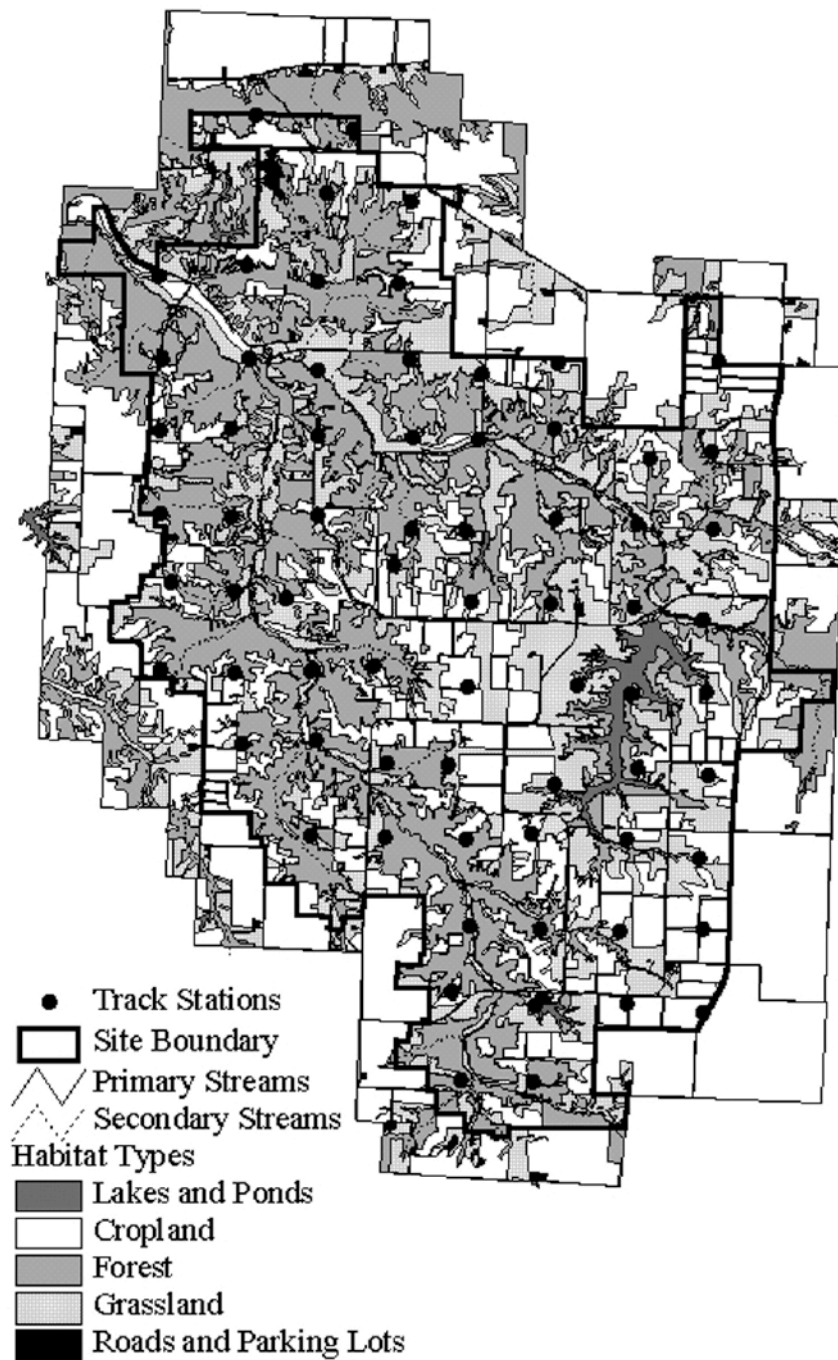 Track Stations
Site Boundary
Primary Streams
Secondary Streams
Habitat Types
Lakes and Ponds
Cropland
Forest
Grassland
Roads and Parking Lots